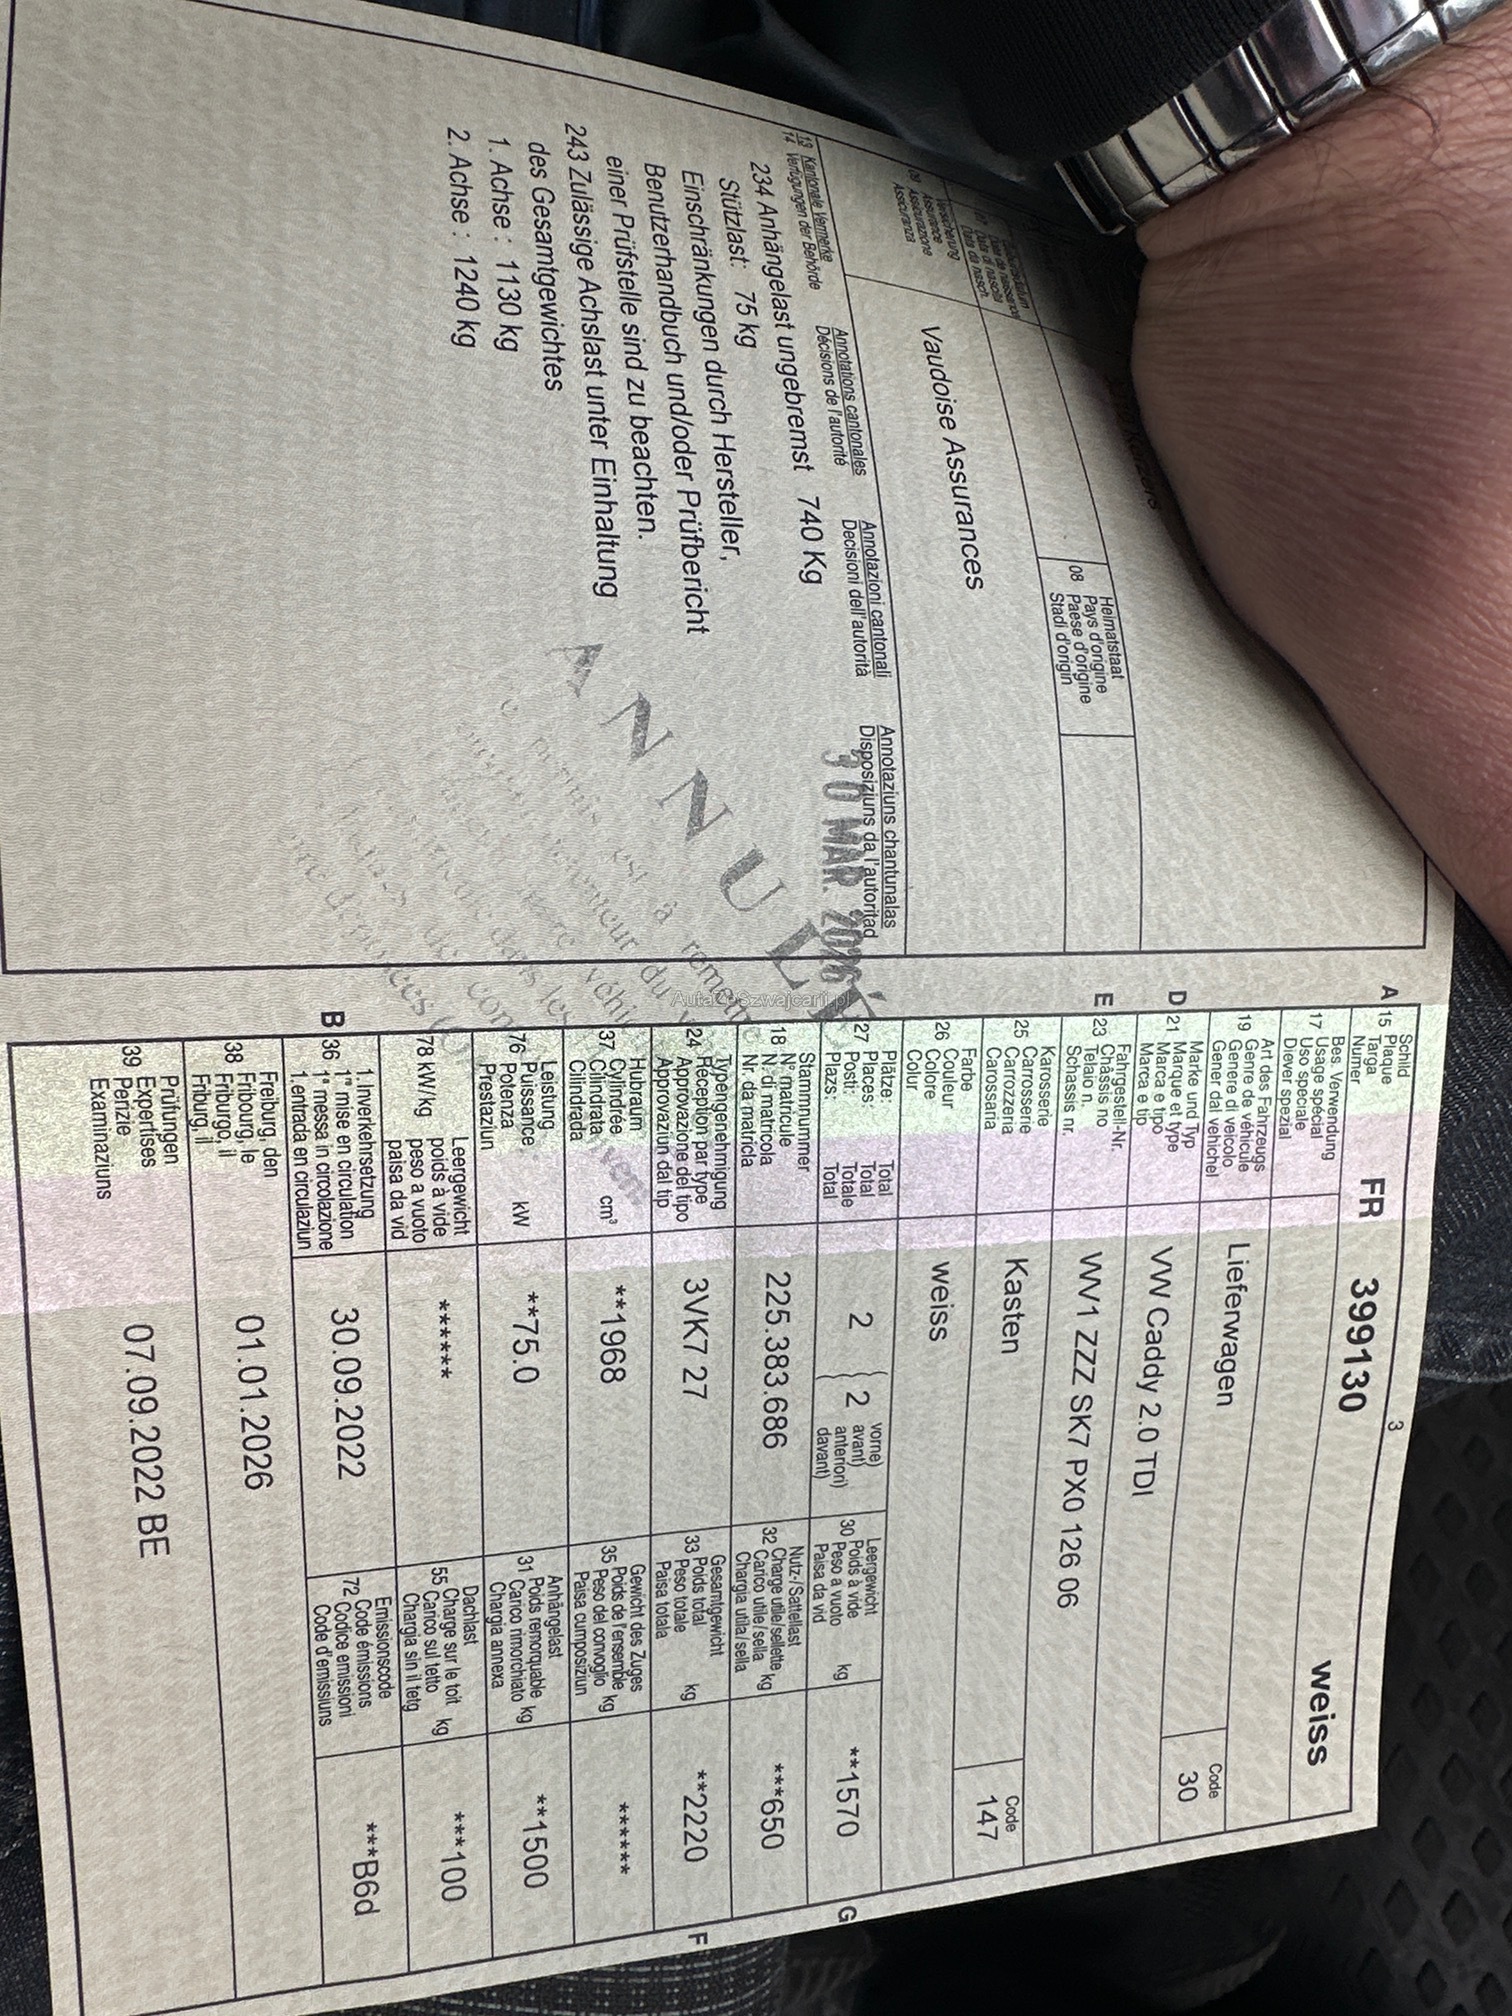 Heimatstaat
08 Pays d'origine
Paese d'origine
Stadi d'origin
Data da nasch.
Assurance
Assicurazione
Assicuranza
Vaudoise Assurances
13 Kantonale Vermerke Annotations cantonales Annotazioni cantonali Annotaziuns chantunalas
14 Verfügungen der Behörde Décisions de l'autorité Decisioni dell'autorità Disposiziuns da l'autoritad
30 MAR. 2026
234 Anhängelast ungebremst 740 Kg
Stützlast: 75 kg
Einschränkungen durch Hersteller,
Benutzerhandbuch und/oder Prüfbericht
einer Prüfstelle sind zu beachten.
243 Zulässige Achslast unter Einhaltung
des Gesamtgewichtes
1. Achse : 1130 kg
2. Achse : 1240 kg
ANNULÉ
AutaZeSzwajcarii.pl
3
Schild
A 15 Plaque FR 399130 weiss
Targa
Numer
Bes. Verwendung
17 Usage spécial
Uso speciale
Diever spezial
Art des Fahrzeugs
19 Genre de véhicule Lieferwagen Code
Genere di veicolo 30
Gener dal vehichel
Marke und Typ
D 21 Marque et type VW Caddy 2.0 TDI
Marca e tipo
Marca e tip
Fahrgestell-Nr.
E 23 Châssis no WV1 ZZZ SK7 PX0 126 06
Telaio n.
Schassis nr.
Karosserie
25 Carrosserie Kasten Code
Carrozzeria 147
Carossaria
Farbe
26 Couleur weiss
Colore
Colur
Plätze: Total vorne)
27 Places: Total 2 { 2 avant)
Posti: Totale anteriori)
Plazs: Total davant)
Leergewicht
30 Poids à vide
Peso a vuoto kg **1570 G
Paisa da vid
Stammnummer
18 N° matricule 225.383.686
N. di matricola
Nr. da matricla
Nutz-/Sattellast
32 Charge utile/sellette kg ***650
Carico utile/sella
Chargia utila/sella
Typengenehmigung
24 Réception par type 3VK7 27
Approvazione del tipo
Approvaziun dal tip
Gesamtgewicht
33 Poids total kg **2220 F
Peso totale
Paisa totala
Hubraum
37 Cylindrée cm³ **1968
Cilindrata
Cilindrada
Gewicht des Zuges
35 Poids de l'ensemble kg ******
Peso del convoglio
Paisa cumposiziun
Leistung
76 Puissance kW **75.0
Potenza
Prestaziun
Anhängelast
31 Poids remorquable kg **1500
Carico rimorchiato
Chargia annexa
Leergewicht
78 kW/kg poids à vide ******
peso a vuoto
paisa da vid
Dachlast
55 Charge sur le toit kg ***100
Carico sul tetto
Chargia sin il tetg
1. Inverkehrsetzung
B 36 1re mise en circulation 30.09.2022
1a messa in circolazione
1. entrada en circulaziun
Emissionscode
72 Code émissions ***B6d
Codice emissioni
Code d'emissiuns
Freiburg, den
38 Fribourg, le 01.01.2026
Friburgo, il
Friburg, il
Prüfungen
39 Expertises 07.09.2022 BE
Perizie
Examinaziuns